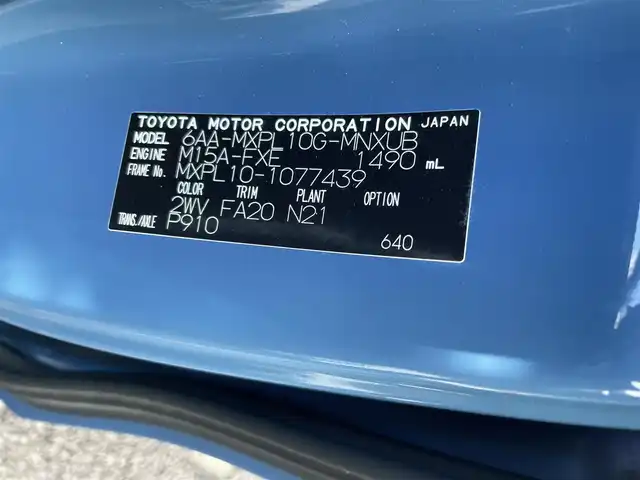 TOYOTA MOTOR CORPORATION JAPAN
MODEL 6AA-MXPL10G-MNXUB
ENGINE M15A-FXE 1490 mL
FRAME No. MXPL10-1077439
COLOR TRIM PLANT OPTION
2WV FA20 N21
TRANS./AXLE P910
640